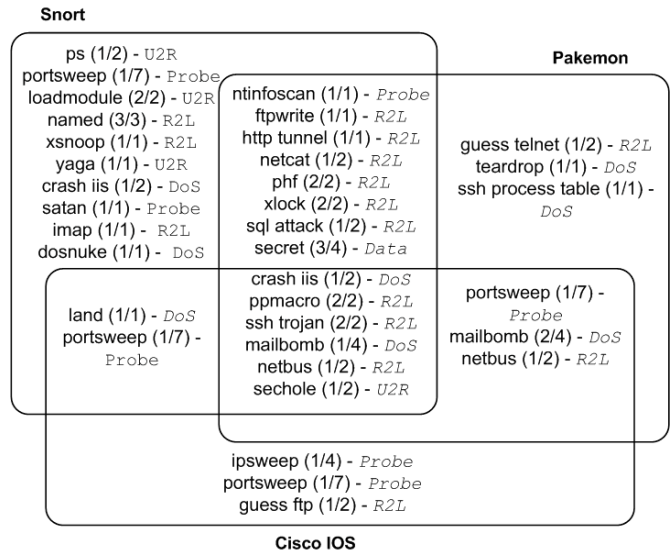 Snort
ps (1/2) - U2R
portsweep (1/7) - Probe
loadmodule (2/2) - U2R
named (3/3) - R2L
xsnoop (1/1) - R2L
yaga (1/1) - U2R
crash iis (1/2) - DoS
satan (1/1) - Probe
imap (1/1) - R2L
dosnuke (1/1) - DoS
Pakemon
ntinfoscan (1/1) - Probe
ftpwrite (1/1) - R2L
http tunnel (1/1) - R2L
netcat (1/2) - R2L
phf (2/2) - R2L
xlock (2/2) - R2L
sql attack (1/2) - R2L
secret (3/4) - Data
guess telnet (1/2) - R2L
teardrop (1/1) - DoS
ssh process table (1/1) -
DoS
land (1/1) - DoS
portsweep (1/7) -
Probe
crash iis (1/2) - DoS
ppmacro (2/2) - R2L
ssh trojan (2/2) - R2L
mailbomb (1/4) - DoS
netbus (1/2) - R2L
sechole (1/2) - U2R
portsweep (1/7) -
Probe
mailbomb (2/4) - DoS
netbus (1/2) - R2L
ipsweep (1/4) - Probe
portsweep (1/7) - Probe
guess ftp (1/2) - R2L
Cisco IOS